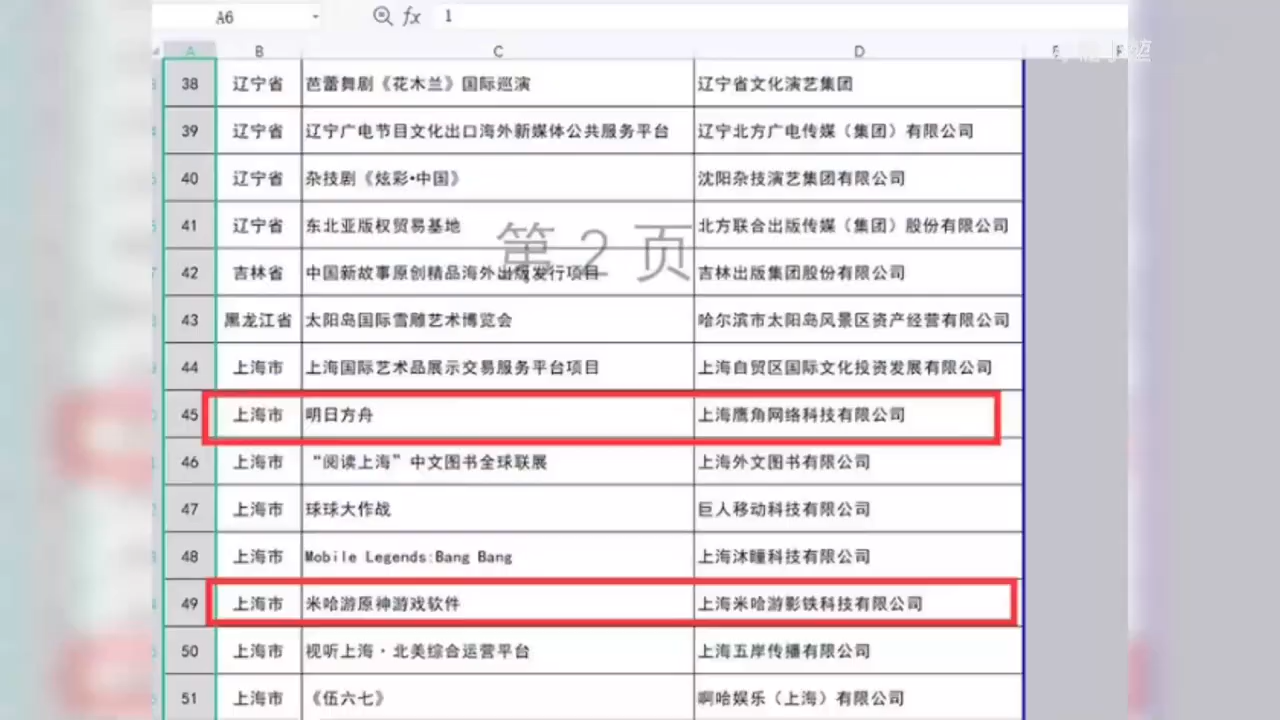 A6 fx 1
A B C D E F
38 辽宁省 芭蕾舞剧《花木兰》国际巡演 辽宁省文化演艺集团
39 辽宁省 辽宁广电节目文化出口海外新媒体公共服务平台 辽宁北方广电传媒（集团）有限公司
40 辽宁省 杂技剧《炫彩•中国》 沈阳杂技演艺集团有限公司
41 辽宁省 东北亚版权贸易基地 北方联合出版传媒（集团）股份有限公司
第 2 页
42 吉林省 中国新故事原创精品海外出版发行项目 吉林出版集团股份有限公司
43 黑龙江省 太阳岛国际雪雕艺术博览会 哈尔滨市太阳岛风景区资产经营有限公司
44 上海市 上海国际艺术品展示交易服务平台项目 上海自贸区国际文化投资发展有限公司
45 上海市 明日方舟 上海鹰角网络科技有限公司
46 上海市 “阅读上海”中文图书全球联展 上海外文图书有限公司
47 上海市 球球大作战 巨人移动科技有限公司
48 上海市 Mobile Legends:Bang Bang 上海沐瞳科技有限公司
49 上海市 米哈游原神游戏软件 上海米哈游影铁科技有限公司
50 上海市 视听上海·北美综合运营平台 上海五岸传播有限公司
51 上海市 《伍六七》 啊哈娱乐（上海）有限公司